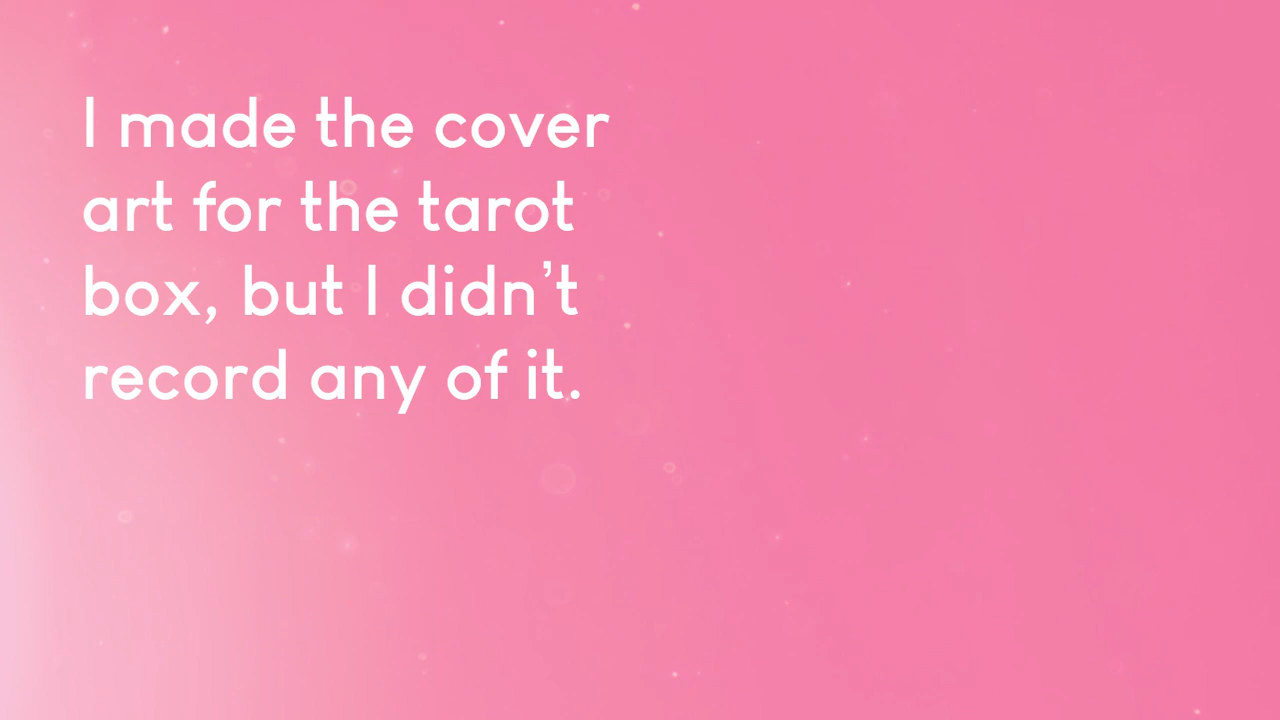 I made the cover
art for the tarot
box, but I didn’t
record any of it.